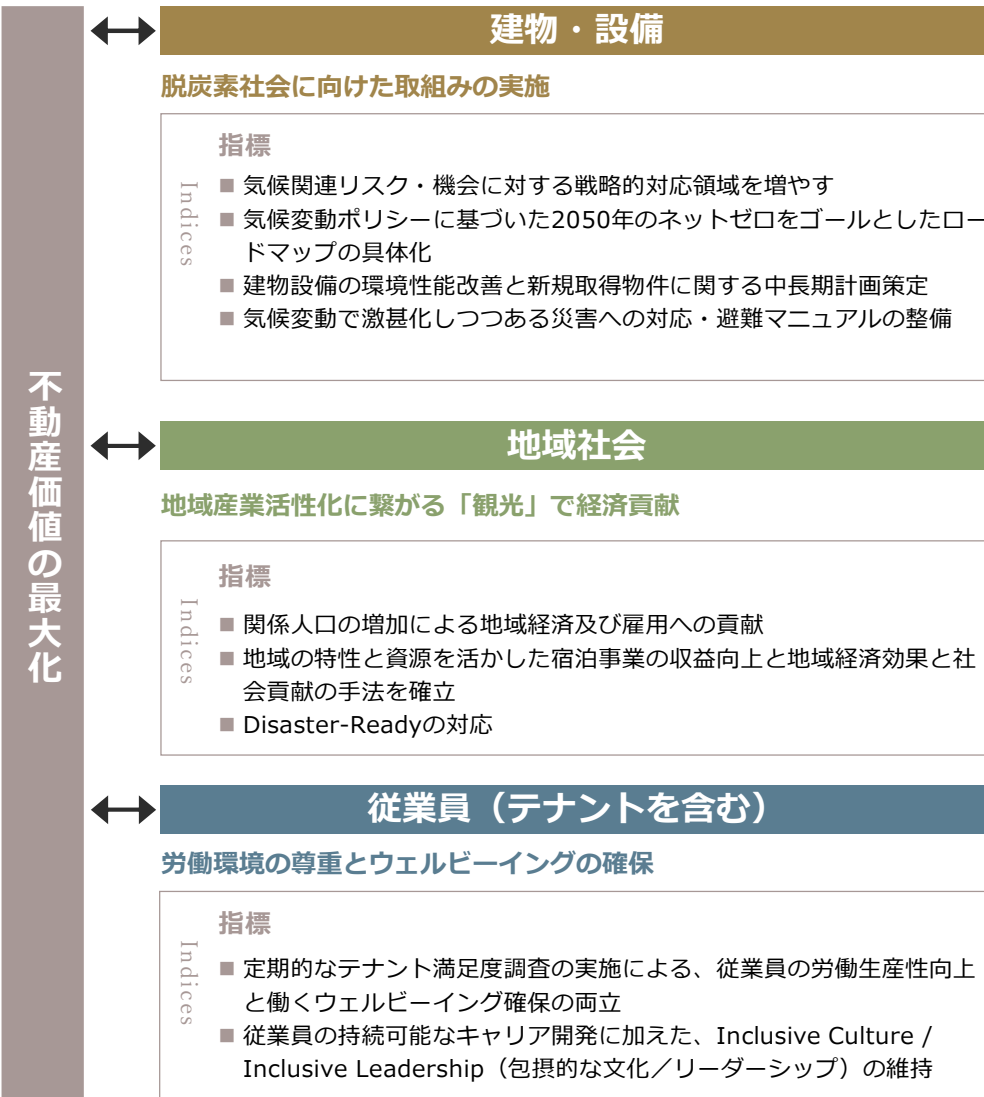 不動産価値の最大化
建物・設備
脱炭素社会に向けた取組みの実施
指標
Indices
■ 気候関連リスク・機会に対する戦略的対応領域を増やす
■ 気候変動ポリシーに基づいた2050年のネットゼロをゴールとしたロー
ドマップの具体化
■ 建物設備の環境性能改善と新規取得物件に関する中長期計画策定
■ 気候変動で激甚化しつつある災害への対応・避難マニュアルの整備
地域社会
地域産業活性化に繋がる「観光」で経済貢献
指標
Indices
■ 関係人口の増加による地域経済及び雇用への貢献
■ 地域の特性と資源を活かした宿泊事業の収益向上と地域経済効果と社
会貢献の手法を確立
■ Disaster-Readyの対応
従業員（テナントを含む）
労働環境の尊重とウェルビーイングの確保
指標
Indices
■ 定期的なテナント満足度調査の実施による、従業員の労働生産性向上
と働くウェルビーイング確保の両立
■ 従業員の持続可能なキャリア開発に加えた、Inclusive Culture /
Inclusive Leadership（包摂的な文化／リーダーシップ）の維持